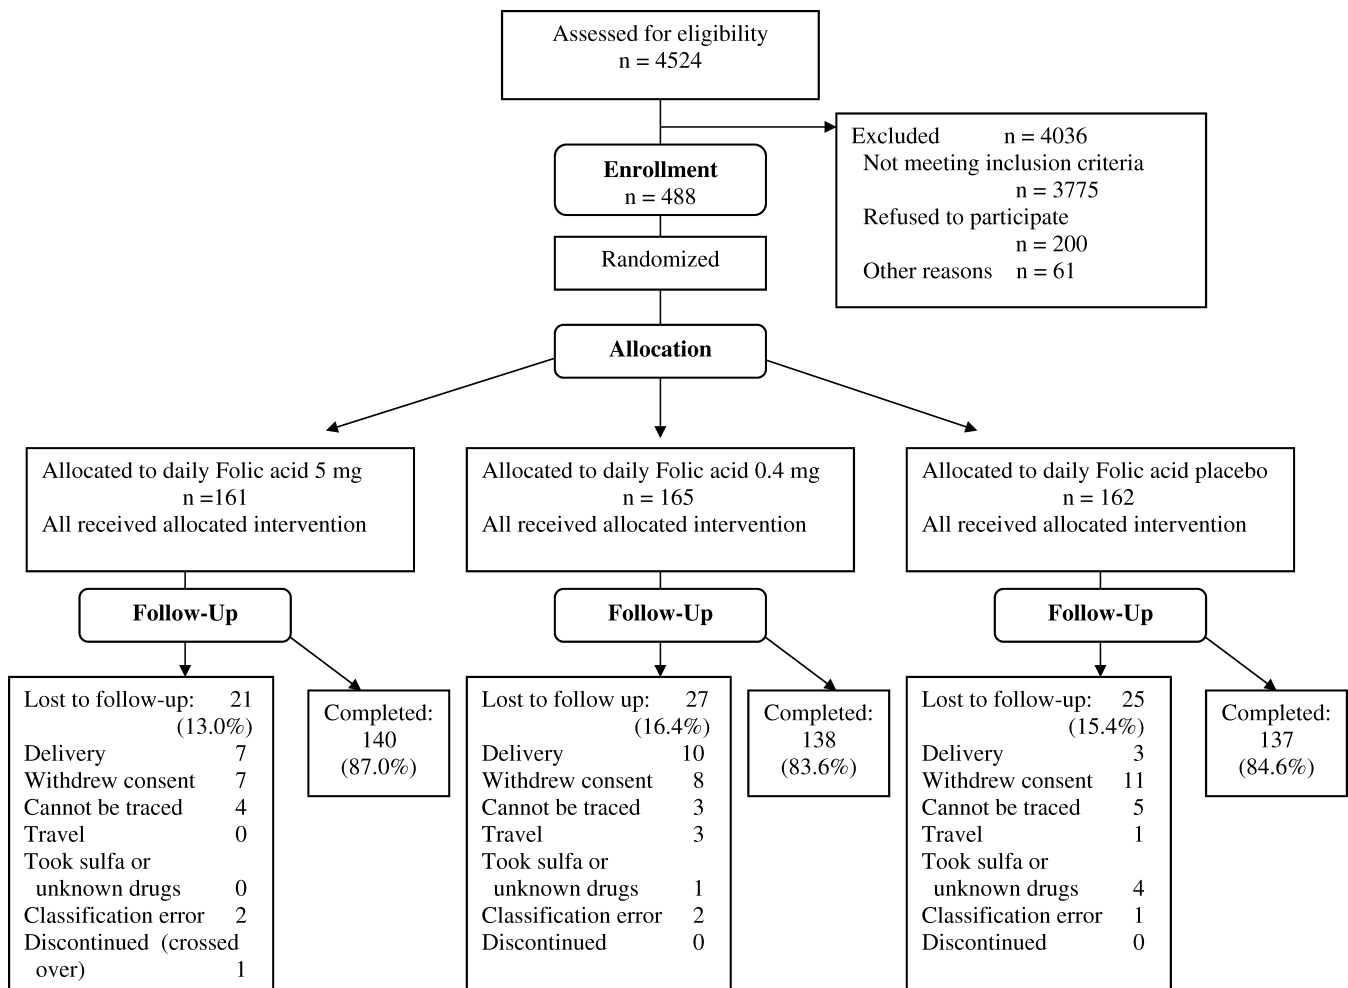 Assessed for eligibility
n = 4524
Excluded n = 4036
Not meeting inclusion criteria
n = 3775
Refused to participate
n = 200
Other reasons n = 61
Enrollment
n = 488
Randomized
Allocation
Allocated to daily Folic acid 5 mg
n =161
All received allocated intervention
Allocated to daily Folic acid 0.4 mg
n = 165
All received allocated intervention
Allocated to daily Folic acid placebo
n = 162
All received allocated intervention
Follow-Up
Follow-Up
Follow-Up
Lost to follow-up: 21
(13.0%)
Delivery 7
Withdrew consent 7
Cannot be traced 4
Travel 0
Took sulfa or
unknown drugs 0
Classification error 2
Discontinued (crossed
over) 1
Completed:
140
(87.0%)
Lost to follow up: 27
(16.4%)
Delivery 10
Withdrew consent 8
Cannot be traced 3
Travel 3
Took sulfa or
unknown drugs 1
Classification error 2
Discontinued 0
Completed:
138
(83.6%)
Lost to follow-up: 25
(15.4%)
Delivery 3
Withdrew consent 11
Cannot be traced 5
Travel 1
Took sulfa or
unknown drugs 4
Classification error 1
Discontinued 0
Completed:
137
(84.6%)